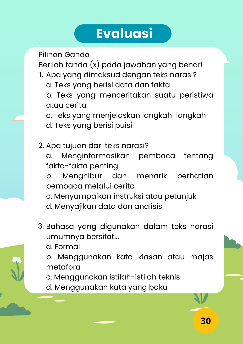 Evaluasi
Pilihan Ganda
Berilah tanda (x) pada jawaban yang benar!
1. Apa yang dimaksud dengan teks narasi?
a. Teks yang berisi data dan fakta
b. Teks yang menceritakan suatu peristiwa
atau cerita
c. Teks yang menjelaskan langkah-langkah
d. Teks yang berisi puisi
2. Apa tujuan dari teks narasi?
a. Menginformasikan pembaca tentang
fakta-fakta penting
b. Menghibur dan menarik perhatian
pembaca melalui cerita
c. Menyampaikan instruksi atau petunjuk
d. Menyajikan data dan analisis
3. Bahasa yang digunakan dalam teks narasi
umumnya bersifat...
a. Formal
b. Menggunakan kata kiasan atau majas
metafora
c. Menggunakan istilah-istilah teknis
d. Menggunakan kata yang baku
30